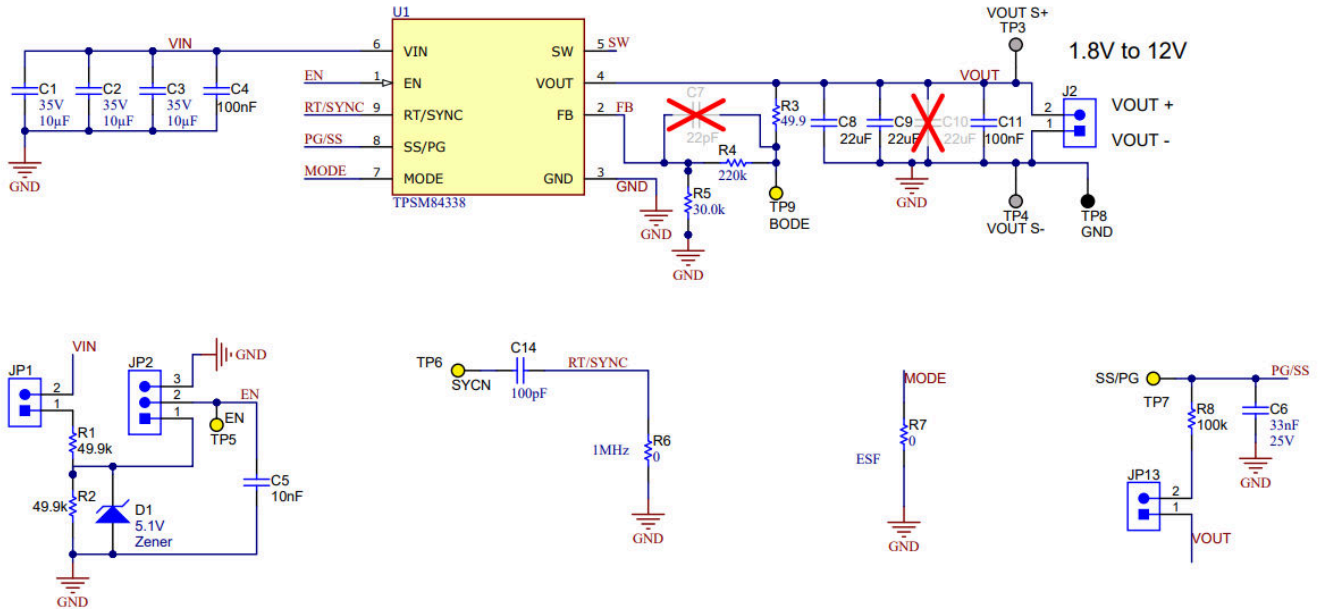 U1
VIN
6
VIN
SW
5
SW
EN
1
EN
VOUT
4
VOUT
RT/SYNC
9
RT/SYNC
FB
2
FB
PG/SS
8
SS/PG
MODE
7
MODE
GND
3
GND
TPSM84338
C1
35V
10µF
C2
35V
10µF
C3
35V
10µF
C4
100nF
GND
C7
22pF
R3
49.9
R4
220k
R5
30.0k
GND
GND
TP9
BODE
C8
22uF
C9
22uF
C10
22uF
C11
100nF
GND
VOUT S+
TP3
1.8V to 12V
J2
2
1
VOUT +
VOUT -
TP4
VOUT S-
TP8
GND
VIN
JP1
2
1
R1
49.9k
R2
49.9k
D1
5.1V
Zener
GND
JP2
3
2
1
GND
EN
EN
TP5
C5
10nF
TP6
SYCN
C14
100pF
RT/SYNC
1MHz
R6
0
GND
MODE
R7
0
ESF
GND
SS/PG
TP7
PG/SS
R8
100k
C6
33nF
25V
GND
JP13
2
1
VOUT